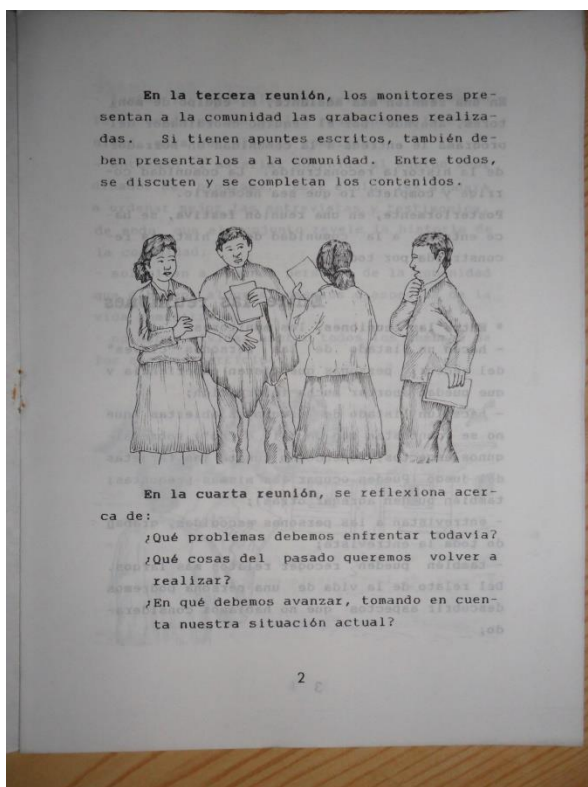 En la tercera reunión, los monitores pre-
sentan a la comunidad las grabaciones realiza-
das. Si tienen apuntes escritos, también de-
ben presentarlos a la comunidad. Entre todos,
se discuten y se completan los contenidos.
En la cuarta reunión, se reflexiona acer-
ca de:
¿Qué problemas debemos enfrentar todavía?
¿Qué cosas del pasado queremos volver a
realizar?
¿En qué debemos avanzar, tomando en cuen-
ta nuestra situación actual?
2